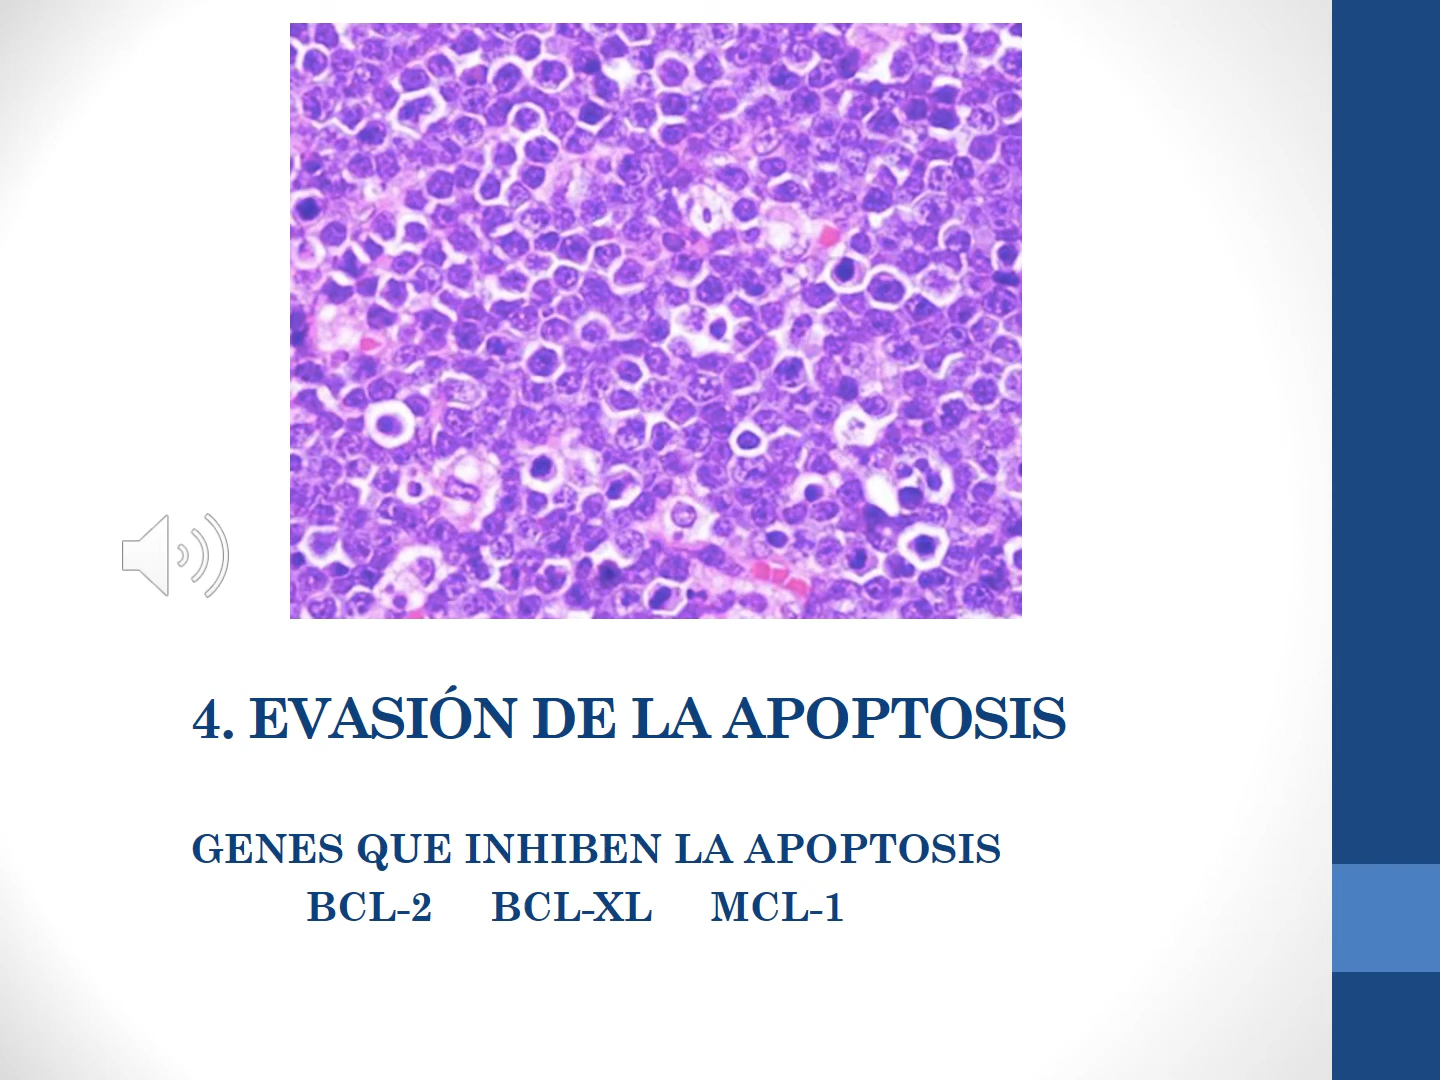 4. EVASIÓN DE LA APOPTOSIS
GENES QUE INHIBEN LA APOPTOSIS
BCL-2 BCL-XL MCL-1